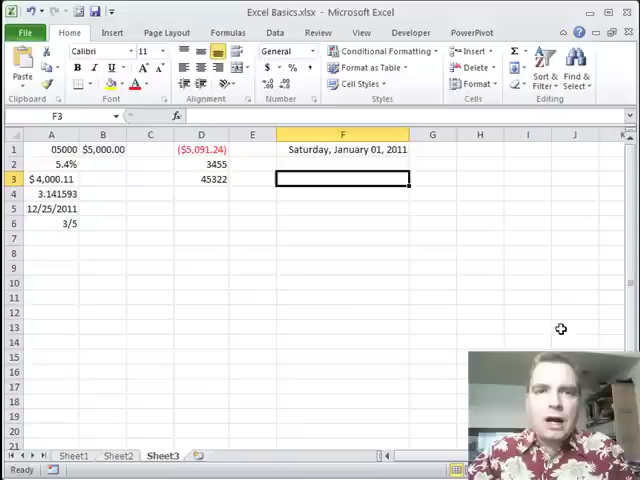 Excel Basics.xlsx - Microsoft Excel
File Home Insert Page Layout Formulas Data Review View Developer PowerPivot
Calibri 11 General Conditional Formatting Insert
Paste Format as Table Delete Sort & Filter Find & Select
B I U $ % , Cell Styles Format
Clipboard Font Alignment Number Styles Cells Editing
F3 fx
A B C D E F G H I J K
1 05000 $5,000.00 ($5,091.24) Saturday, January 01, 2011
2 5.4% 3455
3 $ 4,000.11 45322
4 3.141593
5 12/25/2011
6 3/5
7
8
9
10
11
12
13
14
15
16
17
18
19
20
21
Sheet1 Sheet2 Sheet3
Ready